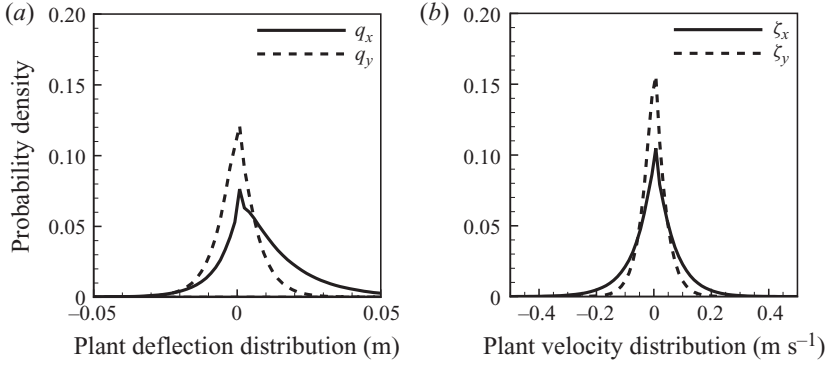 (a)
0.20
0.15
0.10
0.05
0
Probability density
q_x
q_y
−0.05
0
0.05
Plant deflection distribution (m)
(b)
0.20
0.15
0.10
0.05
0
ζ_x
ζ_y
−0.4
−0.2
0
0.2
0.4
Plant velocity distribution (m s⁻¹)